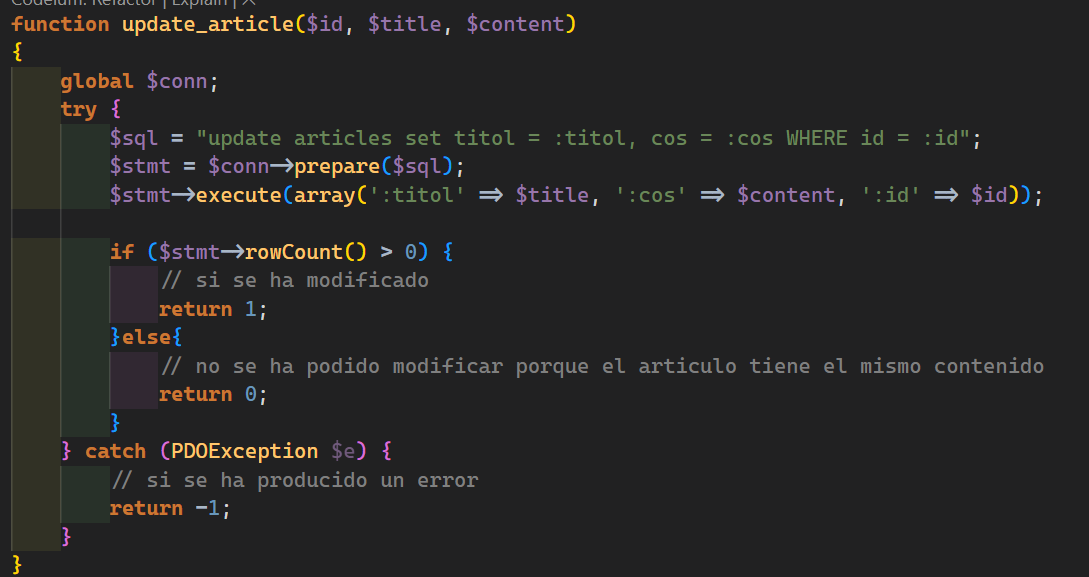 Codeium: Refactor | Explain | X
function update_article($id, $title, $content)
{
global $conn;
try {
$sql = "update articles set titol = :titol, cos = :cos WHERE id = :id";
$stmt = $conn->prepare($sql);
$stmt->execute(array(':titol' => $title, ':cos' => $content, ':id' => $id));
if ($stmt->rowCount() > 0) {
// si se ha modificado
return 1;
}else{
// no se ha podido modificar porque el articulo tiene el mismo contenido
return 0;
}
} catch (PDOException $e) {
// si se ha producido un error
return -1;
}
}